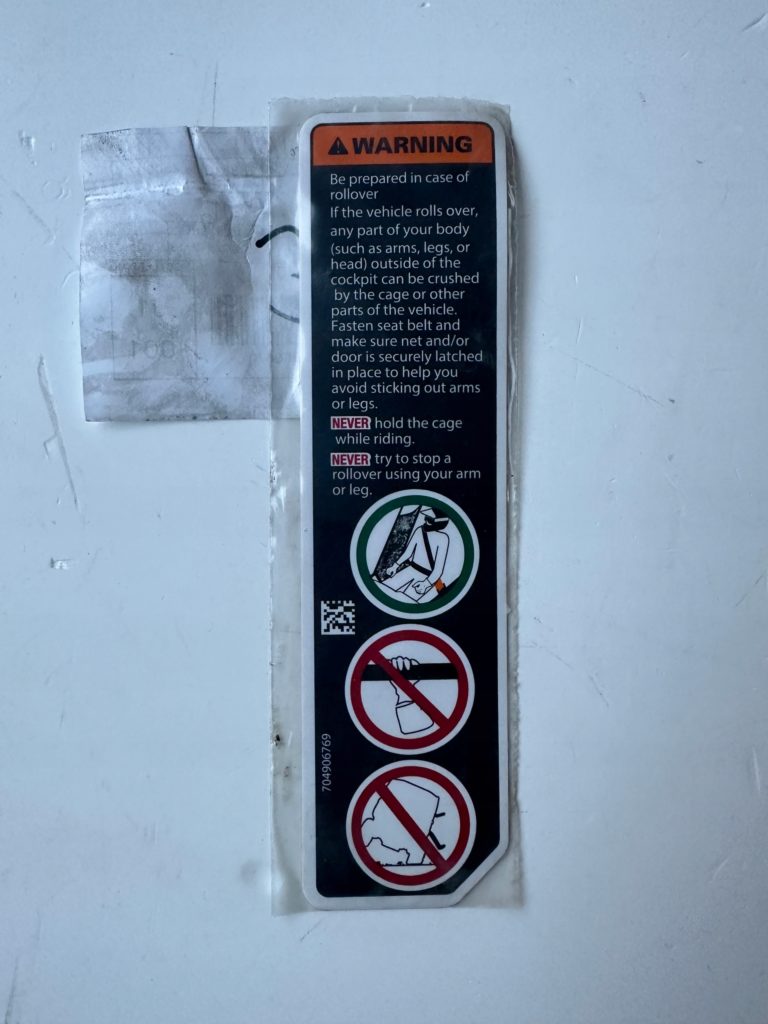 WARNING
Be prepared in case of
rollover
If the vehicle rolls over,
any part of your body
(such as arms, legs, or
head) outside of the
cockpit can be crushed
by the cage or other
parts of the vehicle.
Fasten seat belt and
make sure net and/or
door is securely latched
in place to help you
avoid sticking out arms
or legs.
NEVER hold the cage
while riding.
NEVER try to stop a
rollover using your arm
or leg.
704906769